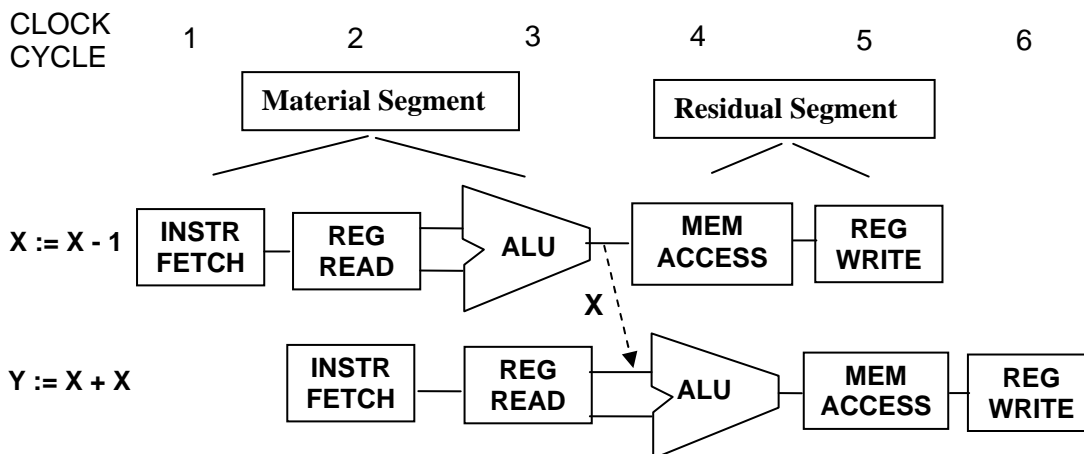 CLOCK
CYCLE
1 2 3 4 5 6
Material Segment
Residual Segment
X := X - 1
INSTR
FETCH
REG
READ
ALU
MEM
ACCESS
REG
WRITE
X
Y := X + X
INSTR
FETCH
REG
READ
ALU
MEM
ACCESS
REG
WRITE